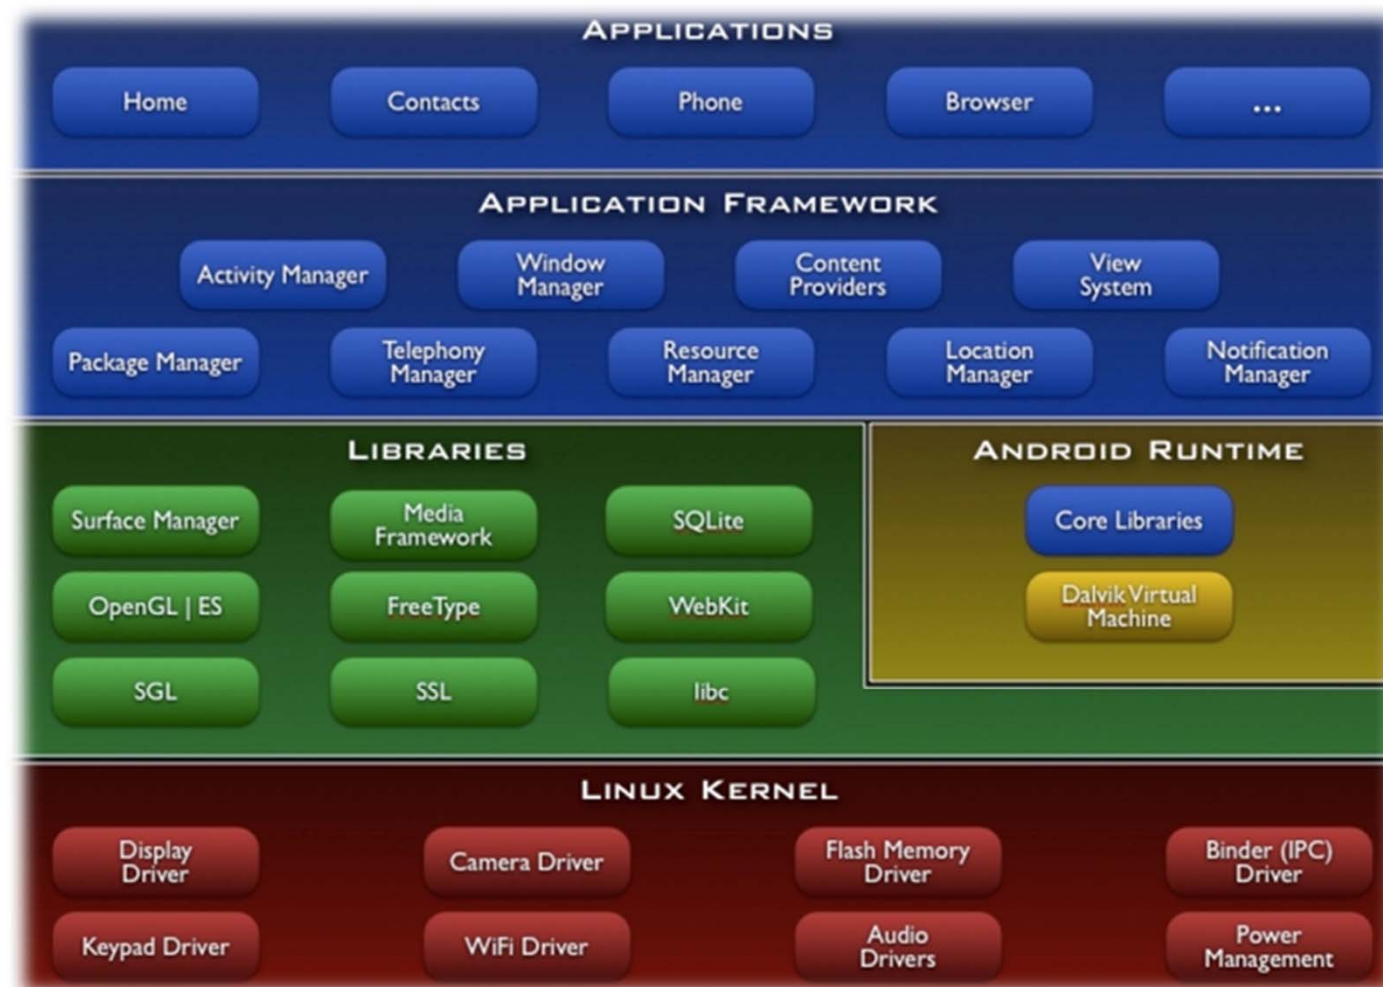 APPLICATIONS
Home
Contacts
Phone
Browser
...
APPLICATION FRAMEWORK
Activity Manager
Window
Manager
Content
Providers
View
System
Package Manager
Telephony
Manager
Resource
Manager
Location
Manager
Notification
Manager
LIBRARIES
Surface Manager
Media
Framework
SQLite
OpenGL | ES
FreeType
WebKit
SGL
SSL
libc
ANDROID RUNTIME
Core Libraries
Dalvik Virtual
Machine
LINUX KERNEL
Display
Driver
Camera Driver
Flash Memory
Driver
Binder (IPC)
Driver
Keypad Driver
WiFi Driver
Audio
Drivers
Power
Management